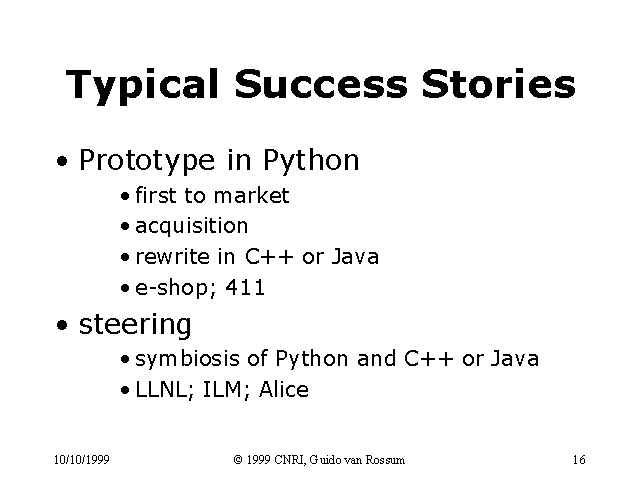 Typical Success Stories
• Prototype in Python
• first to market
• acquisition
• rewrite in C++ or Java
• e-shop; 411
• steering
• symbiosis of Python and C++ or Java
• LLNL; ILM; Alice
10/10/1999 © 1999 CNRI, Guido van Rossum 16